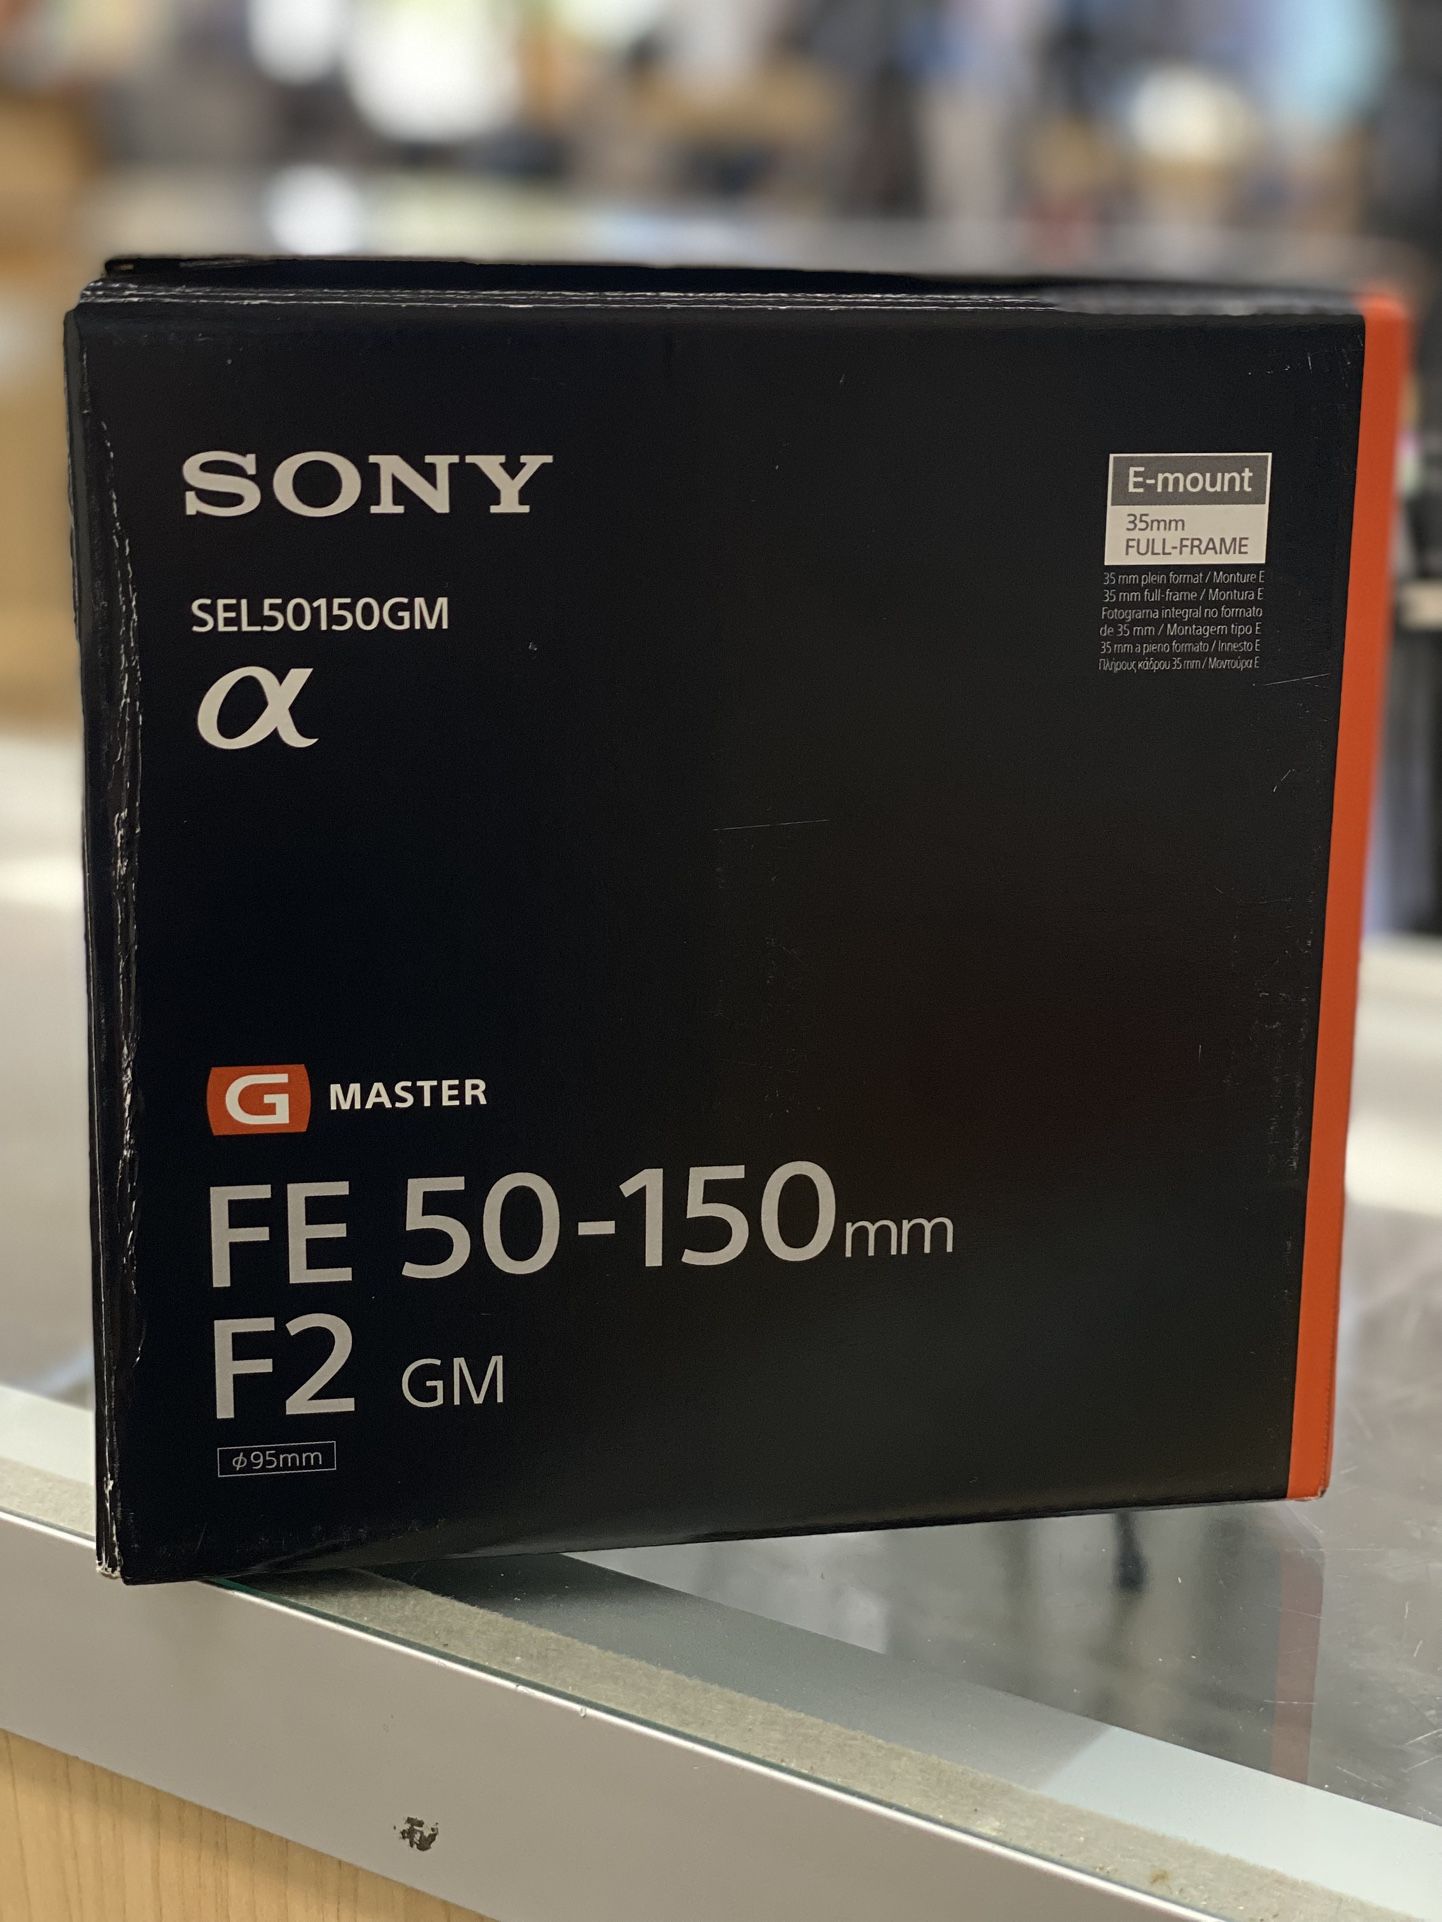 SONY
SEL50150GM
α
E-mount
35mm
FULL-FRAME
35 mm plein format / Monture E
35 mm full-frame / Montura E
Fotograma integral no formato
de 35 mm / Montagem tipo E
35 mm a pieno formato / Innesto E
Πλήρους κάδρου 35 mm / Μοντούρα E
G MASTER
FE 50-150mm
F2 GM
ϕ95mm